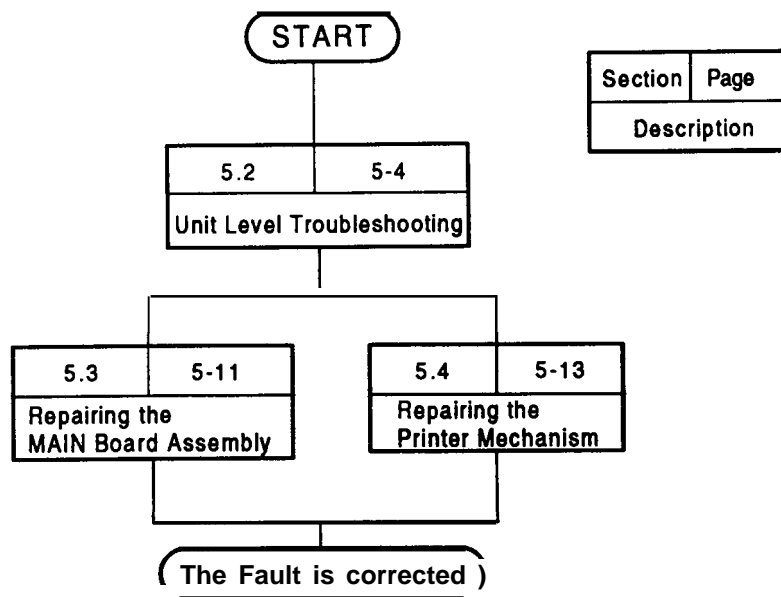 START
Section Page
Description
5.2 5-4
Unit Level Troubleshooting
5.3 5-11
Repairing the
MAIN Board Assembly
5.4 5-13
Repairing the
Printer Mechanism
The Fault is corrected )